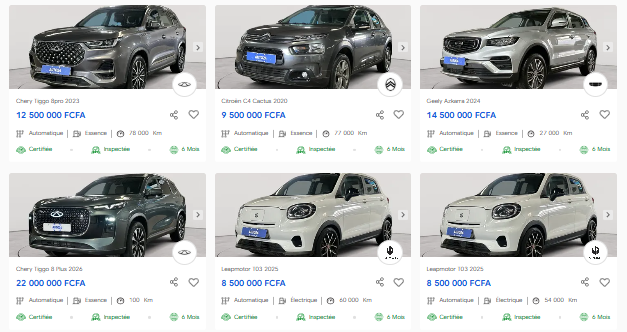 Chery Tiggo 8pro 2023
12 500 000 FCFA
Automatique | Essence | 78 000 Km
Certifiée
Inspectée
6 Mois
Citroën C4 Cactus 2020
9 500 000 FCFA
Automatique | Essence | 77 000 Km
Certifiée
Inspectée
6 Mois
Geely Azkarra 2024
14 500 000 FCFA
Automatique | Essence | 27 000 Km
Certifiée
Inspectée
6 Mois
Chery Tiggo 8 Plus 2026
22 000 000 FCFA
Automatique | Essence | 100 Km
Certifiée
Inspectée
6 Mois
Leapmotor T03 2025
8 500 000 FCFA
Automatique | Electrique | 60 000 Km
Certifiée
Inspectée
6 Mois
Leapmotor T03 2025
8 500 000 FCFA
Automatique | Electrique | 54 000 Km
Certifiée
Inspectée
6 Mois